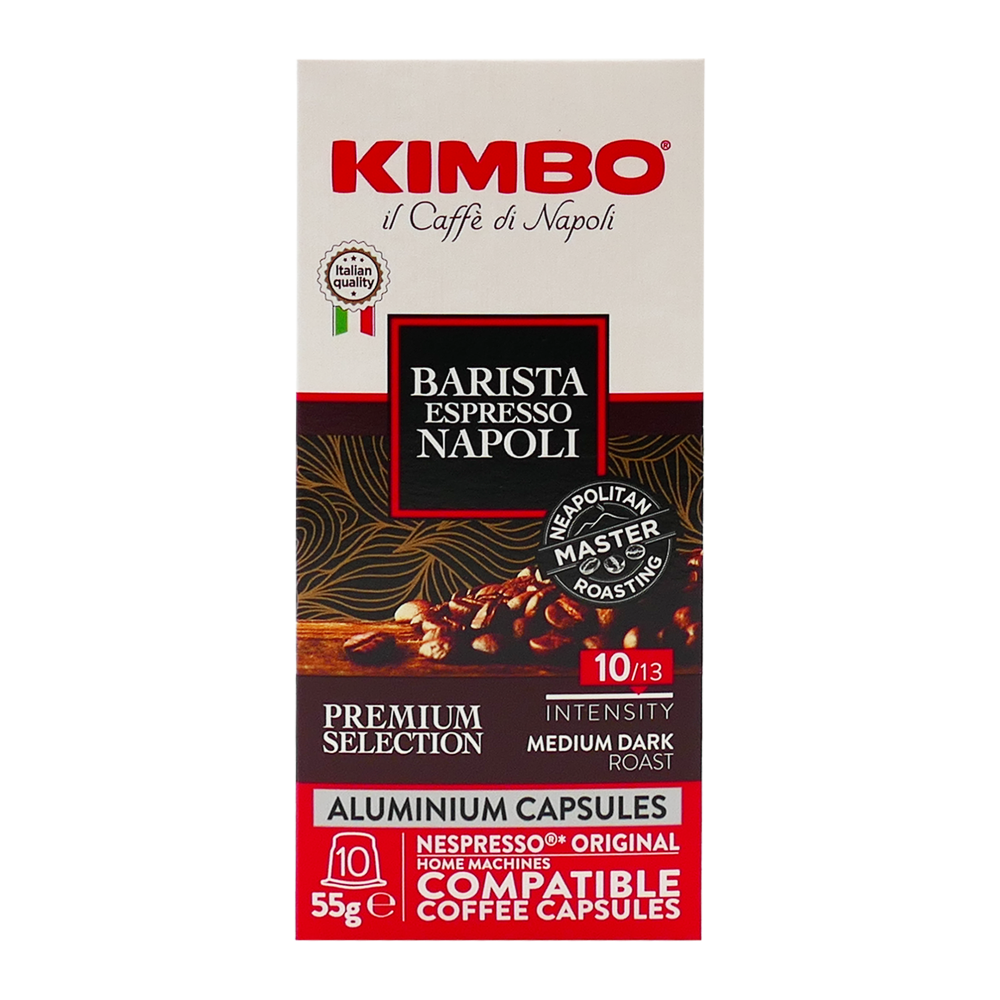 KIMBO®
il Caffè di Napoli
Italian
quality
BARISTA
ESPRESSO
NAPOLI
NEAPOLITAN
MASTER
ROASTING
10/13
INTENSITY
MEDIUM DARK
ROAST
PREMIUM
SELECTION
ALUMINIUM CAPSULES
10
55g ℮
NESPRESSO®* ORIGINAL
HOME MACHINES
COMPATIBLE
COFFEE CAPSULES